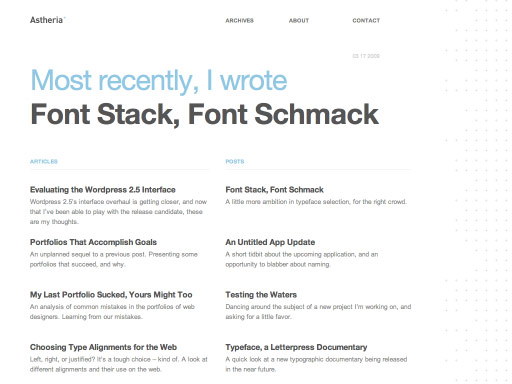 Astheria
ARCHIVES
ABOUT
CONTACT
Most recently, I wrote
Font Stack, Font Schmack
ARTICLES
Evaluating the Wordpress 2.5 Interface
Wordpress 2.5's interface overhaul is getting closer, and now
that I've been able to play with the release candidate, these
are my thoughts.
Portfolios That Accomplish Goals
An unplanned sequel to a previous post. Presenting some
portfolios that succeed, and why.
My Last Portfolio Sucked, Yours Might Too
An analysis of common mistakes in the portfolios of web
designers. Learning from our mistakes.
Choosing Type Alignments for the Web
Left, right, or justified? It's a tough choice – kind of. A look at
different alignments and their use on the web.
POSTS
Font Stack, Font Schmack
A little more ambition in typeface selection, for the right crowd.
An Untitled App Update
A short tidbit about the upcoming application, and an
opportunity to blabber about naming.
Testing the Waters
Dancing around the subject of a new project I'm working on, and
asking for a little favor.
Typeface, a Letterpress Documentary
A quick look at a new typographic documentary being released
in the near future.